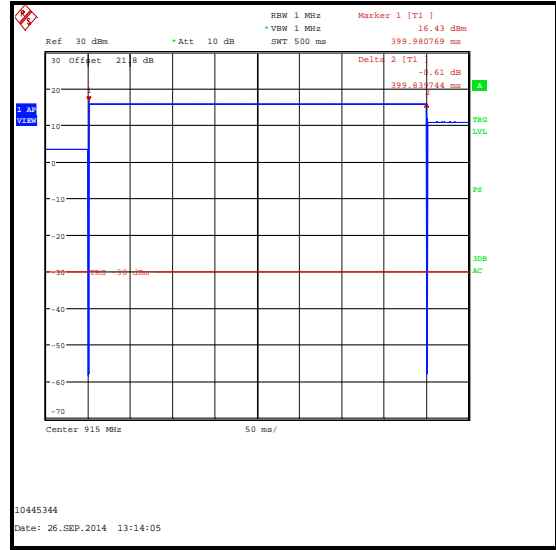 R S
RBW 1 MHz Marker 1 [T1 ]
*VBW 1 MHz 16.43 dBm
Ref 30 dBm *Att 10 dB SWT 500 ms 399.980769 ms
30 Offset 21.8 dB Delta 2 [T1 ]
-0.61 dB
399.839744 ms
A
20
1
2
1 AP
VIEW
10
TRG
LVL
0
-10
PS
-20
3DB
-30 TRG -30 dBm AC
-40
-50
-60
-70
Center 915 MHz 50 ms/
10445344
Date: 26.SEP.2014 13:14:05